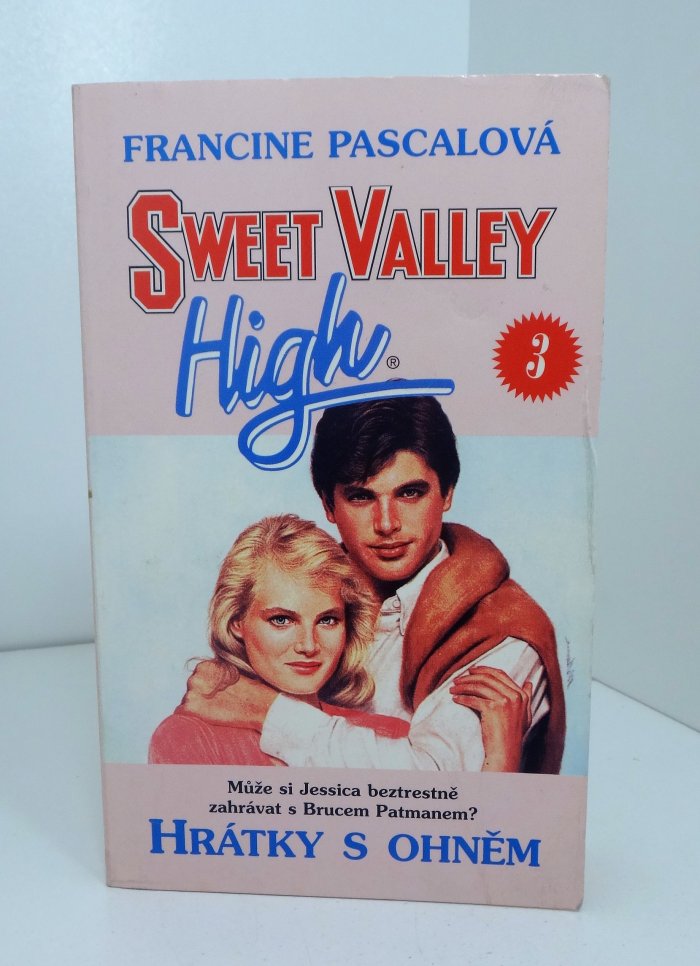 FRANCINE PASCALOVÁ
SWEET VALLEY
High®
3
Může si Jessica beztrestně
zahrávat s Brucem Patmanem?
HRÁTKY S OHNĚM